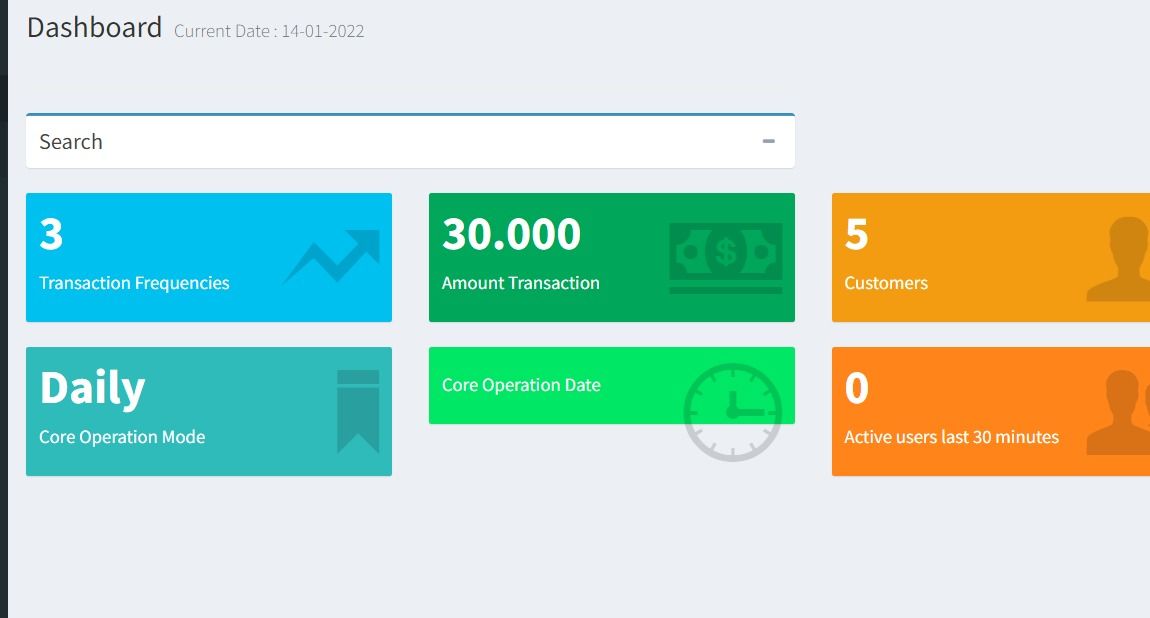 Dashboard Current Date : 14-01-2022
Search
3
Transaction Frequencies
30.000
Amount Transaction
5
Customers
Daily
Core Operation Mode
Core Operation Date
0
Active users last 30 minutes